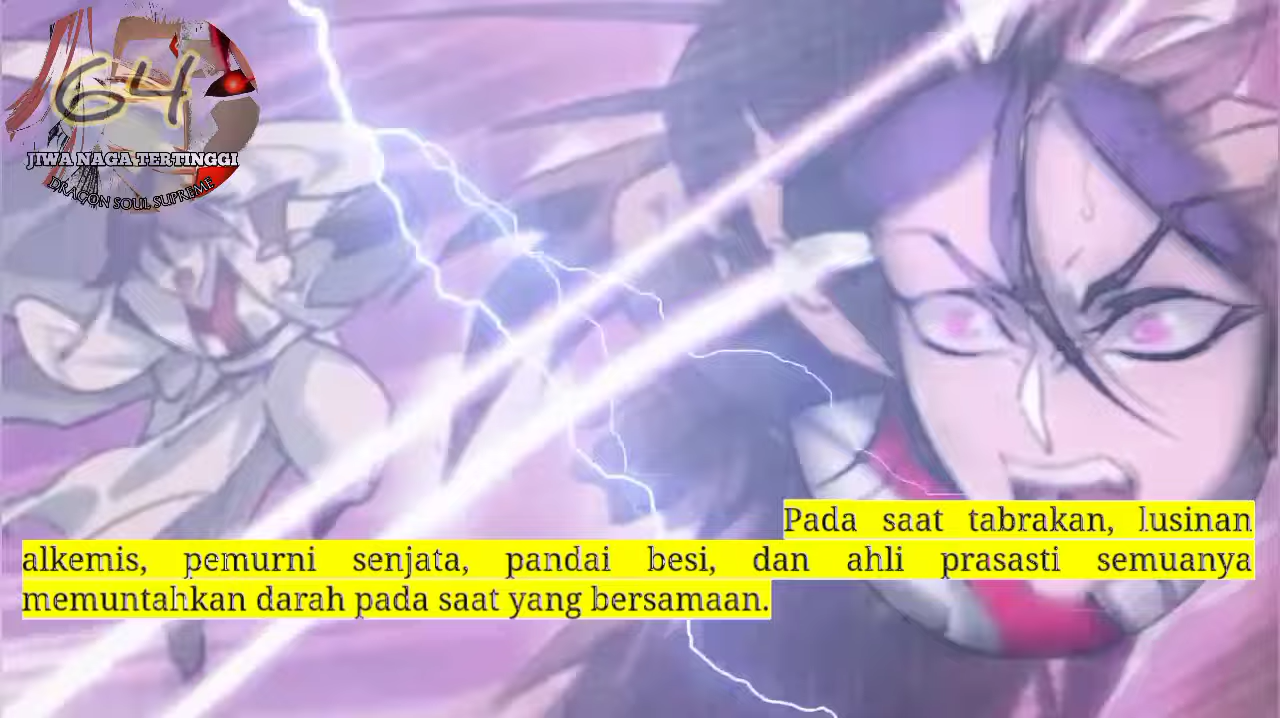 64
JIWA NAGA TERTINGGI
DRAGON SOUL SUPREME
Pada saat tabrakan, lusinan
alkemis, pemurni senjata, pandai besi, dan ahli prasasti semuanya
memuntahkan darah pada saat yang bersamaan.